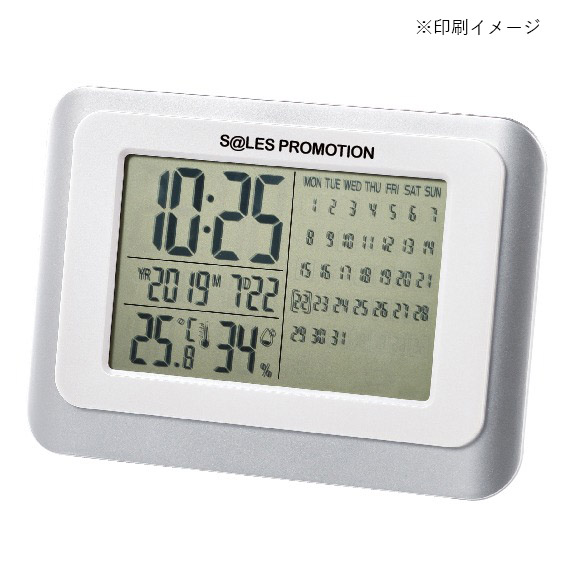 ※印刷イメージ
S@LES PROMOTION
10:25
YR 2019 M 7 D 22
25.8 °C 34 %
MON TUE WED THU FRI SAT SUN
1 2 3 4 5 6 7
8 9 10 11 12 13 14
15 16 17 18 19 20 21
22 23 24 25 26 27 28
29 30 31